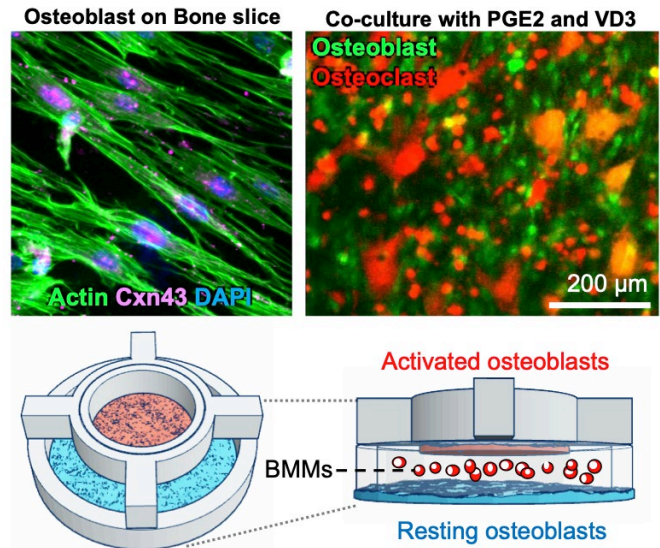 Osteoblast on Bone slice
Co-culture with PGE2 and VD3
Osteoblast
Osteoclast
Actin Cxn43 DAPI
200 µm
Activated osteoblasts
BMMs
Resting osteoblasts